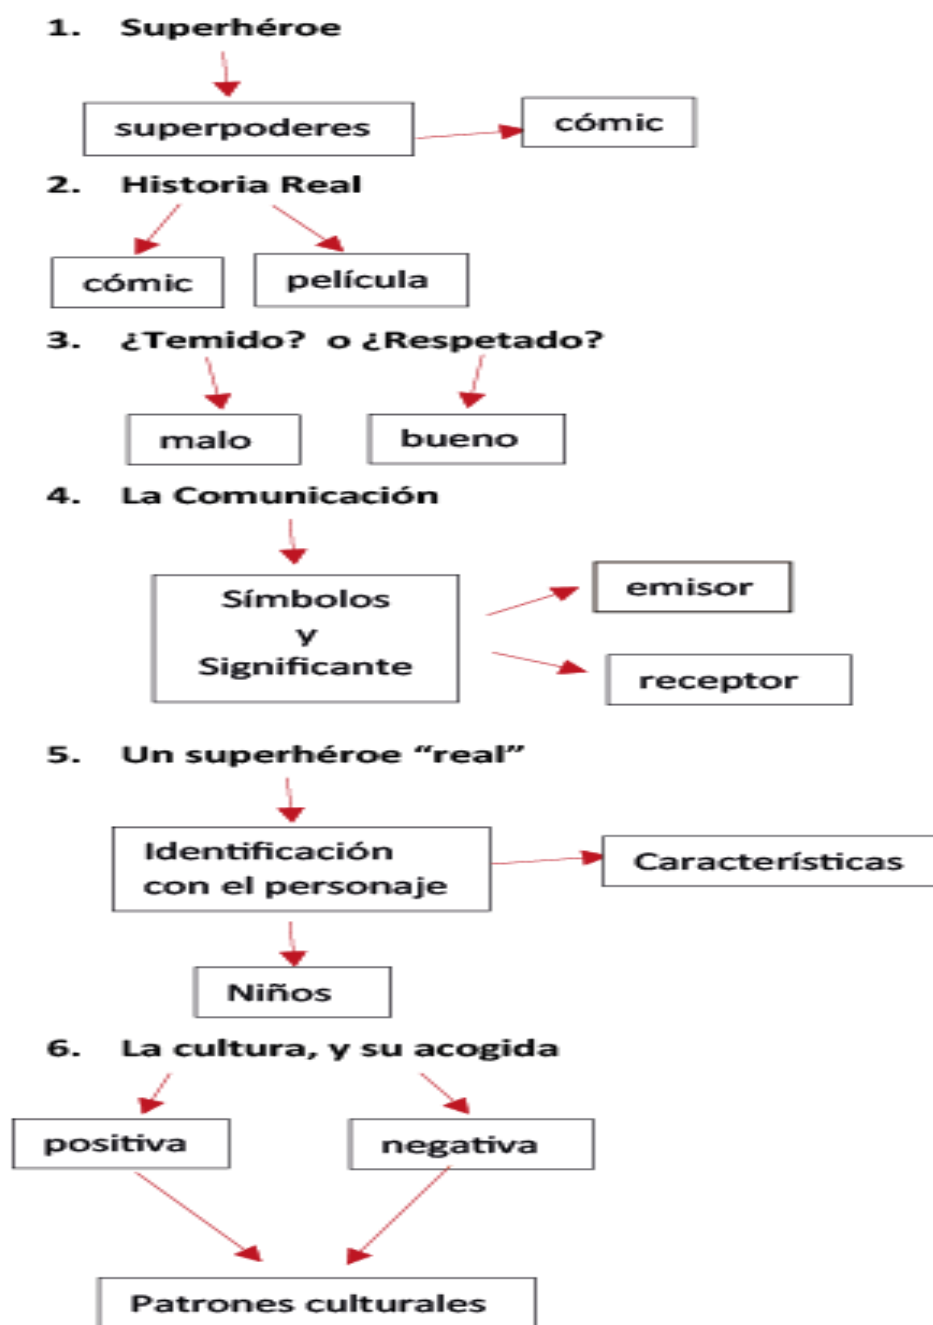 1. Superhéroe
superpoderes
cómic
2. Historia Real
cómic
película
3. ¿Temido? o ¿Respetado?
malo
bueno
4. La Comunicación
Símbolos
y
Significante
emisor
receptor
5. Un superhéroe “real”
Identificación
con el personaje
Característícas
Niños
6. La cultura, y su acogida
positiva
negativa
Patrones culturales